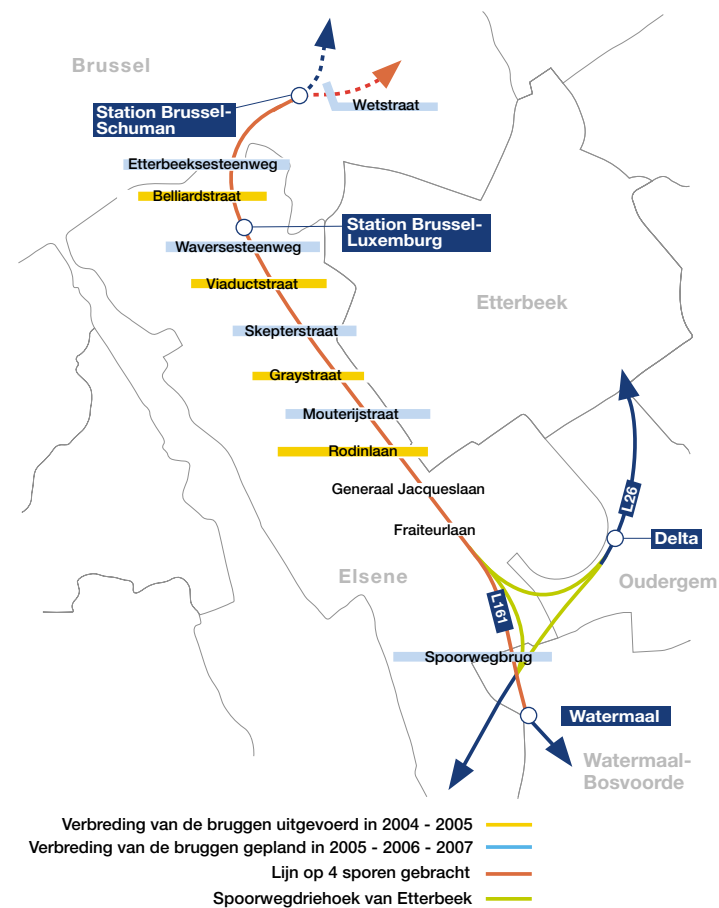 Brussel
Wetstraat
Station Brussel-
Schuman
Etterbeeksesteenweg
Belliardstraat
Station Brussel-
Luxemburg
Waversesteenweg
Viaductstraat
Etterbeek
Skepterstraat
Graystraat
Mouterijstraat
Rodinlaan
Generaal Jacqueslaan
L26
Fraiteurlaan
Delta
Elsene
Oudergem
L161
Spoorwegbrug
Watermaal
Watermaal-
Bosvoorde
Verbreding van de bruggen uitgevoerd in 2004 - 2005
Verbreding van de bruggen gepland in 2005 - 2006 - 2007
Lijn op 4 sporen gebracht
Spoorwegdriehoek van Etterbeek